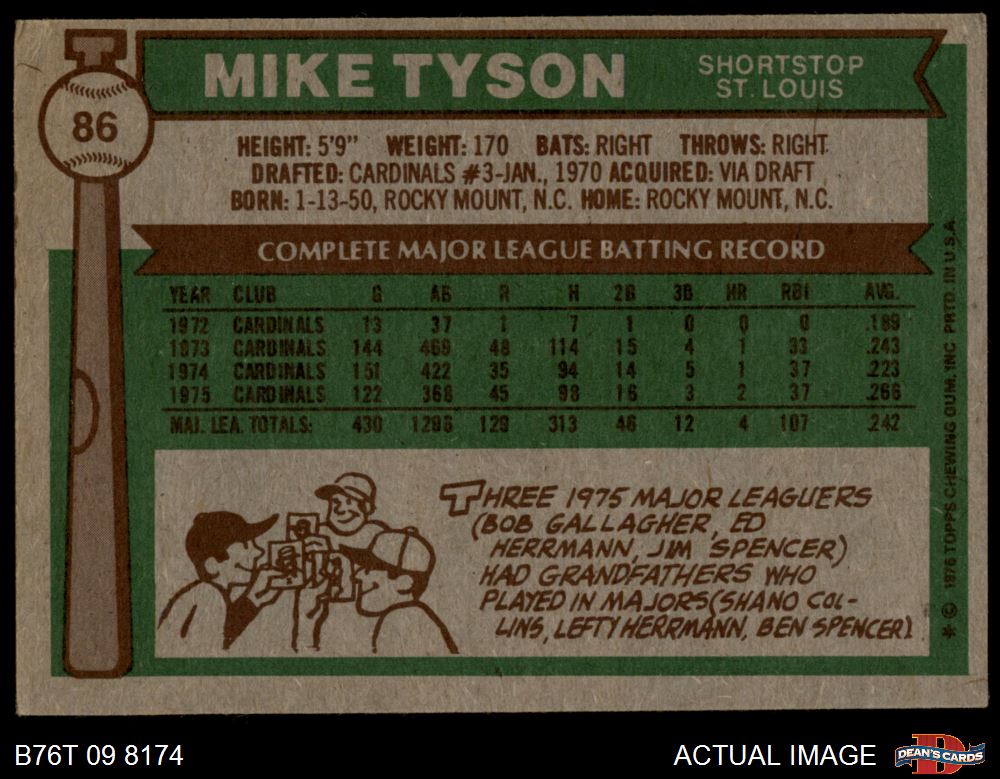 86
MIKE TYSON
SHORTSTOP
ST. LOUIS
HEIGHT: 5'9" WEIGHT: 170 BATS: RIGHT THROWS: RIGHT
DRAFTED: CARDINALS #3-JAN., 1970 ACQUIRED: VIA DRAFT
BORN: 1-13-50, ROCKY MOUNT, N.C. HOME: ROCKY MOUNT, N.C.
COMPLETE MAJOR LEAGUE BATTING RECORD
YEAR CLUB G AB R H 2B 3B HR RBI AVG.
1972 CARDINALS 13 37 1 7 1 0 0 0 .189
1973 CARDINALS 144 469 48 114 15 4 1 33 .243
1974 CARDINALS 151 422 35 94 14 5 1 37 .223
1975 CARDINALS 122 368 45 98 16 3 2 37 .266
MAJ. LEA. TOTALS: 430 1296 129 313 46 12 4 107 .242
THREE 1975 MAJOR LEAGUERS
(BOB GALLAGHER, ED
HERRMANN, JIM SPENCER)
HAD GRANDFATHERS WHO
PLAYED IN MAJORS (SHANO COL-
LINS, LEFTY HERRMANN, BEN SPENCER).
* © 1976 TOPPS CHEWING GUM, INC. PRTD. IN U.S.A.
B76T 09 8174
ACTUAL IMAGE
DEAN'S CARDS